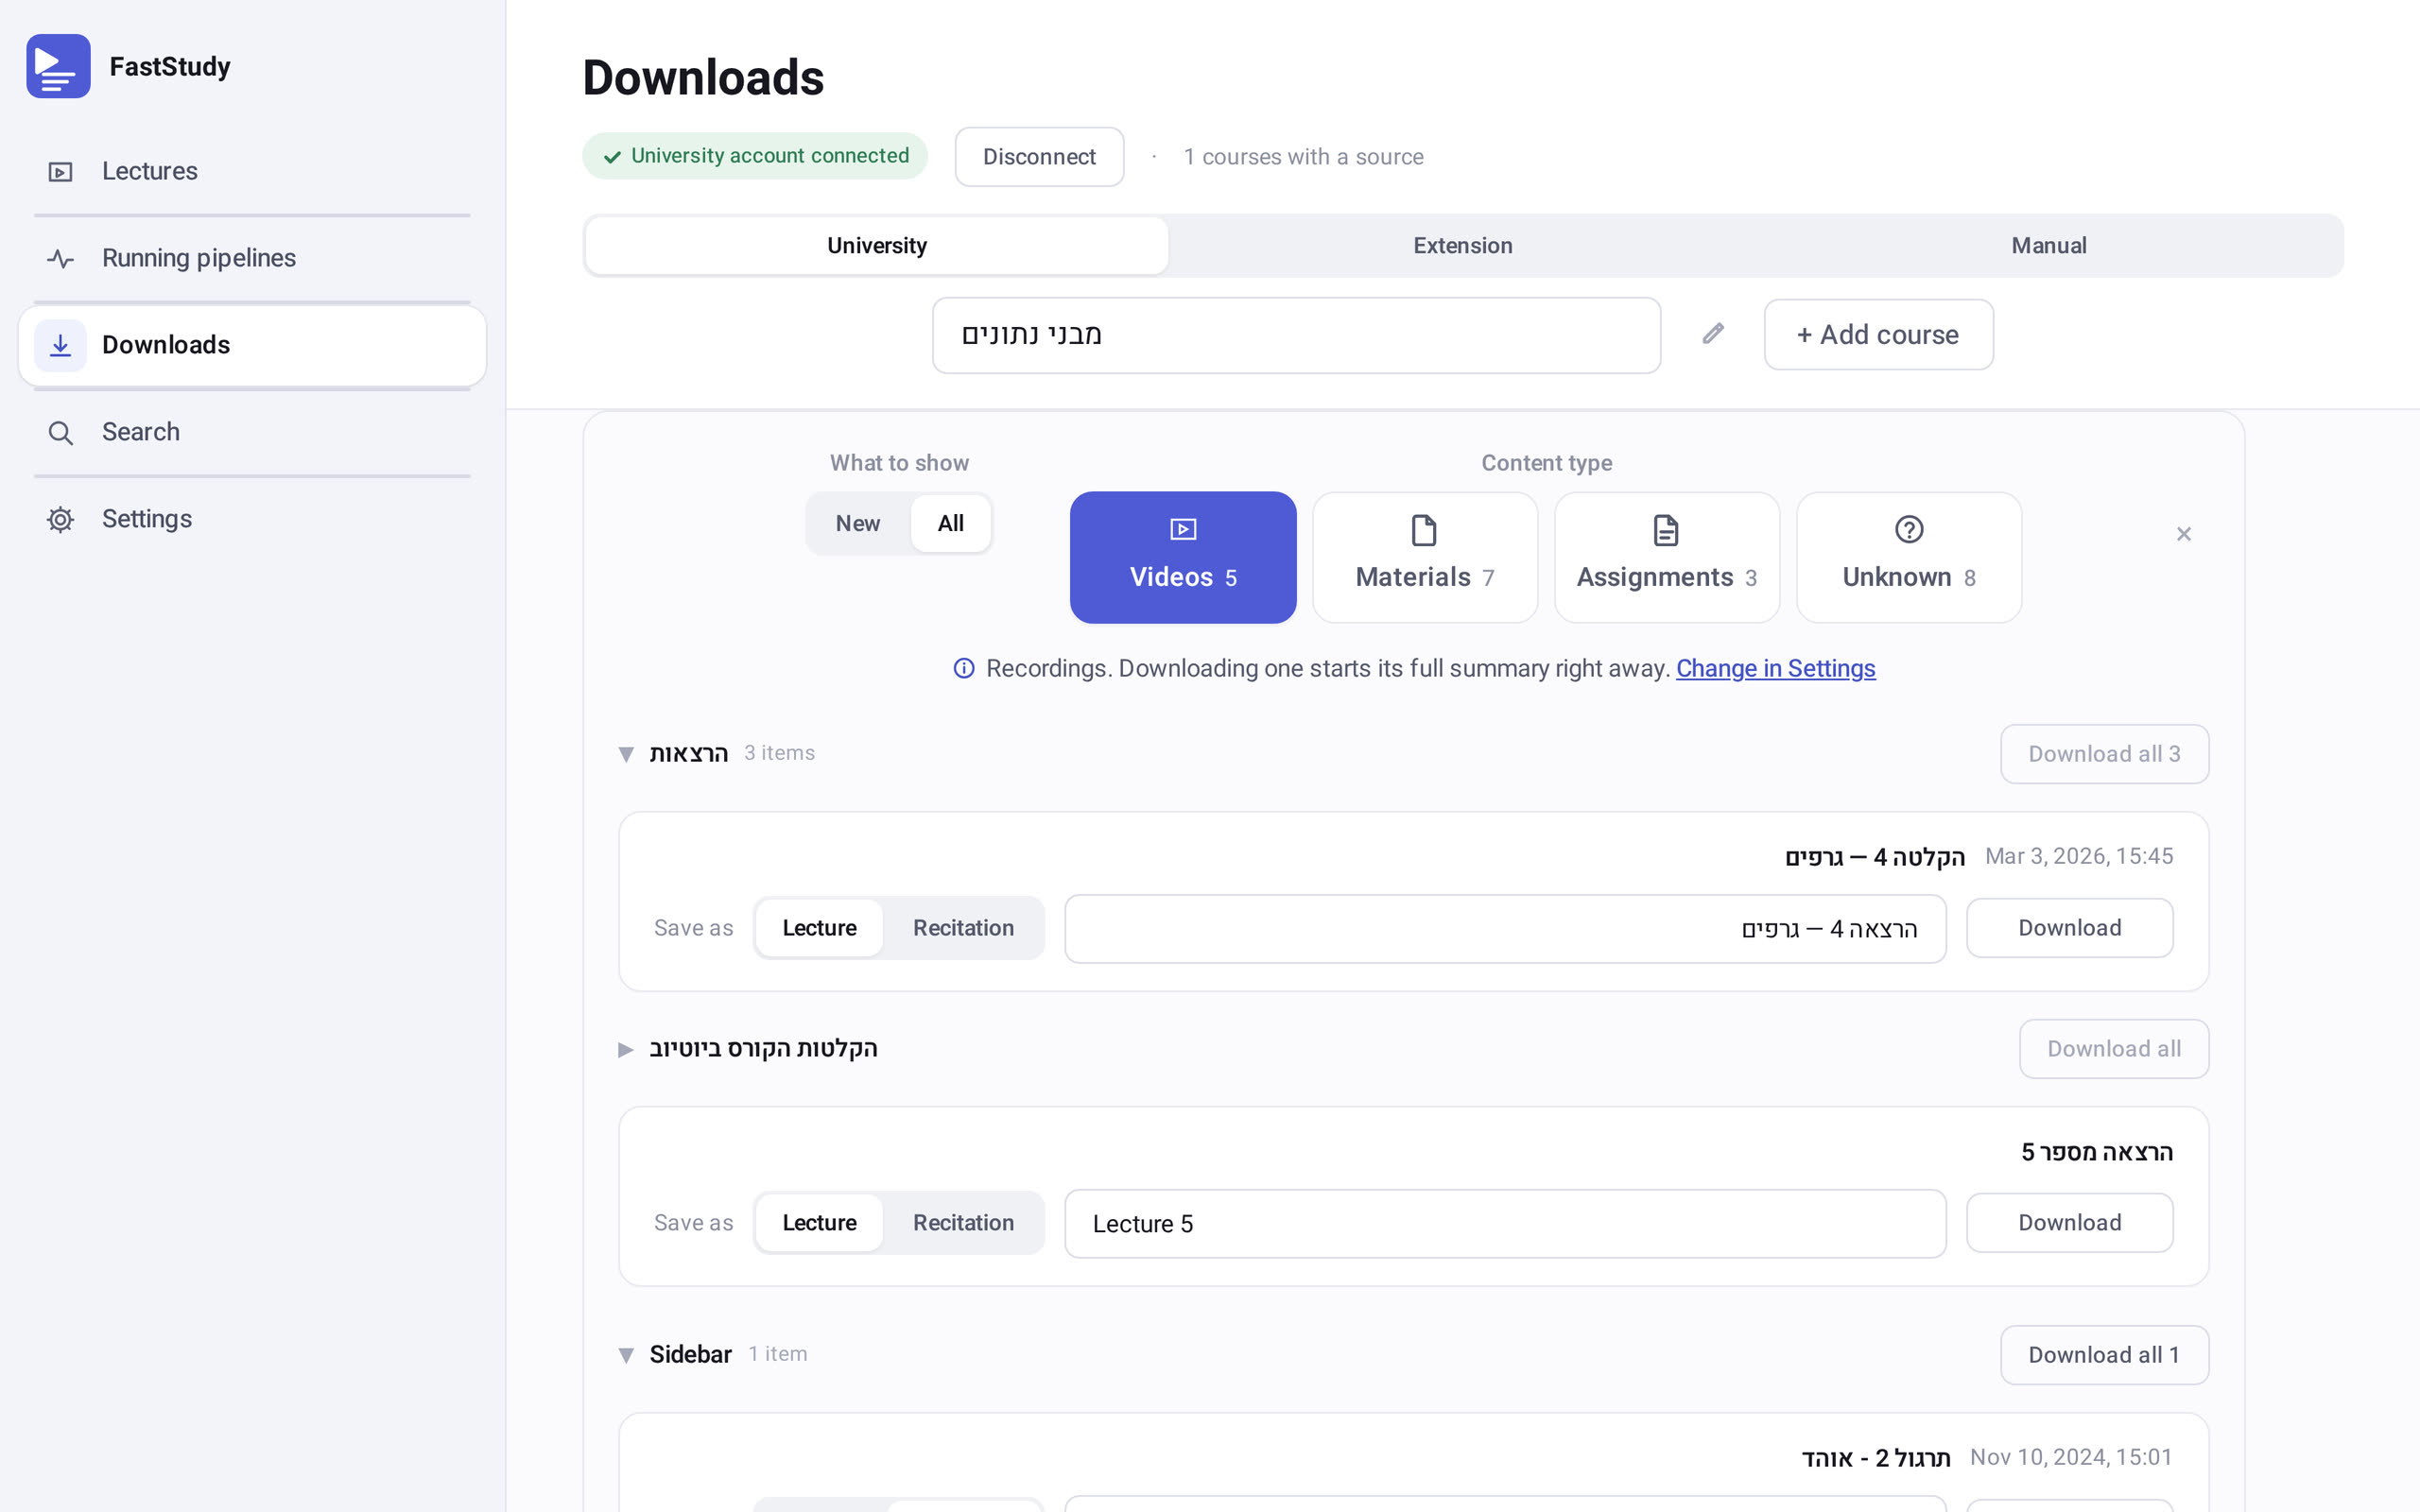 FastStudy
Lectures
Running pipelines
Downloads
Search
Settings
Downloads
University account connected
Disconnect
· 1 courses with a source
University
Extension
Manual
מבני נתונים
+ Add course
What to show
New
All
Content type
Videos 5
Materials 7
Assignments 3
Unknown 8
Recordings. Downloading one starts its full summary right away. Change in Settings
הרצאות 3 items
Download all 3
הקלטה 4 – גרפים
Mar 3, 2026, 15:45
Save as
Lecture
Recitation
הרצאה 4 – גרפים
Download
הקלטות הקורס ביוטיוב
Download all
הרצאה מספר 5
Save as
Lecture
Recitation
Lecture 5
Download
Sidebar 1 item
Download all 1
תרגול 2 - אוהד
Nov 10, 2024, 15:01